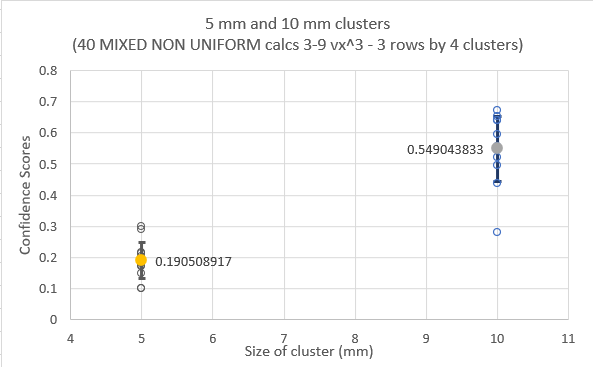 5 mm and 10 mm clusters
(40 MIXED NON UNIFORM calcs 3-9 vx^3 - 3 rows by 4 clusters)
0.8
0.7
0.6
0.5
0.4
0.3
0.2
0.1
0
Confidence Scores
0.549043833
0.190508917
4 5 6 7 8 9 10 11
Size of cluster (mm)